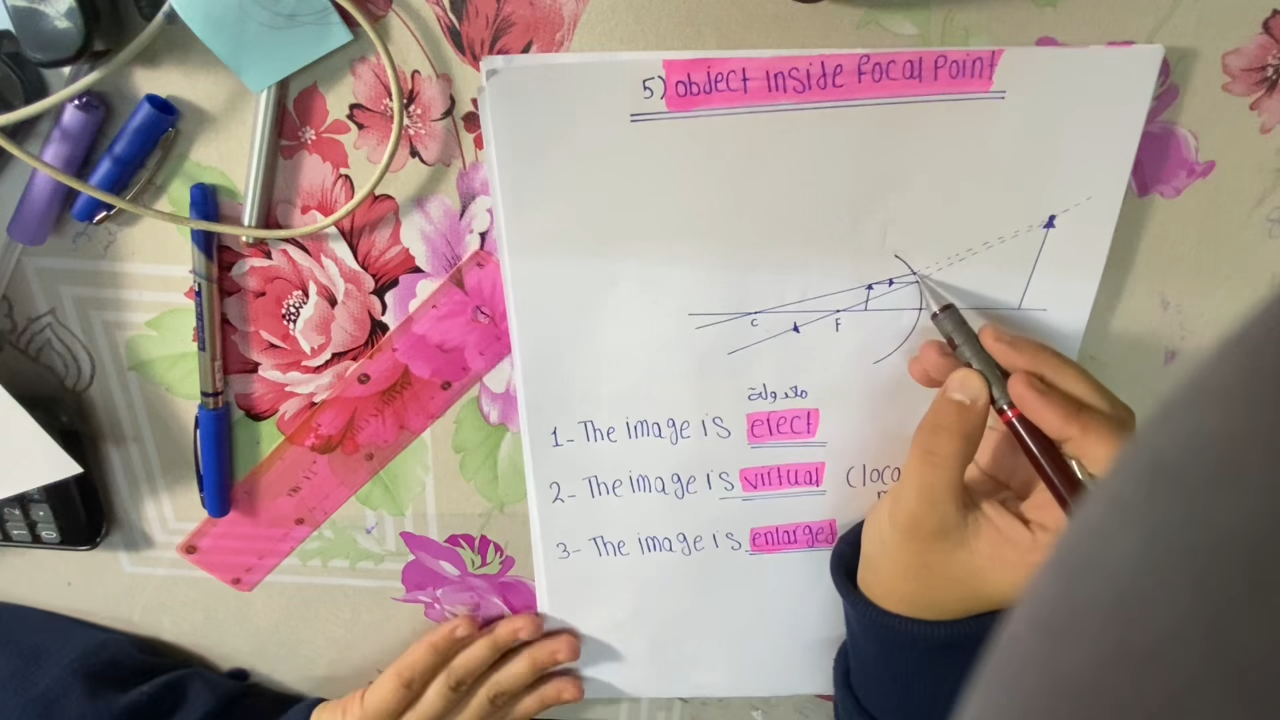 5) object inside focal point
C
F
معدولة
1- The image is erect
2- The image is virtual (loca
3- The image is enlarged